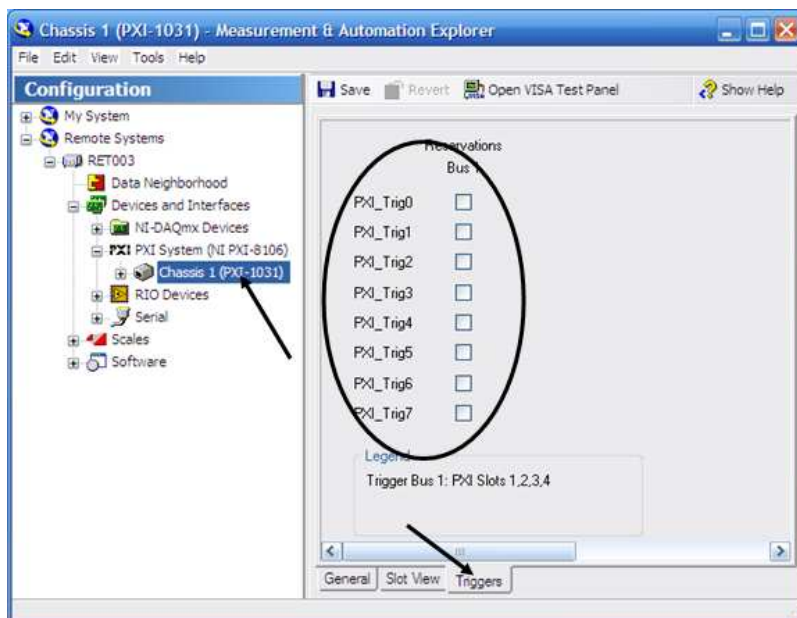 Chassis 1 (PXI-1031) - Measurement & Automation Explorer
File Edit View Tools Help
Configuration
Save Revert Open VISA Test Panel Show Help
My System
Remote Systems
RET003
Data Neighborhood
Devices and Interfaces
NI-DAQmx Devices
PXI PXI System (NI PXI-8106)
Chassis 1 (PXI-1031)
RIO Devices
Serial
Scales
Software
Reservations
Bus 1
PXI_Trig0
PXI_Trig1
PXI_Trig2
PXI_Trig3
PXI_Trig4
PXI_Trig5
PXI_Trig6
PXI_Trig7
Legend
Trigger Bus 1: PXI Slots 1,2,3,4
General Slot View Triggers